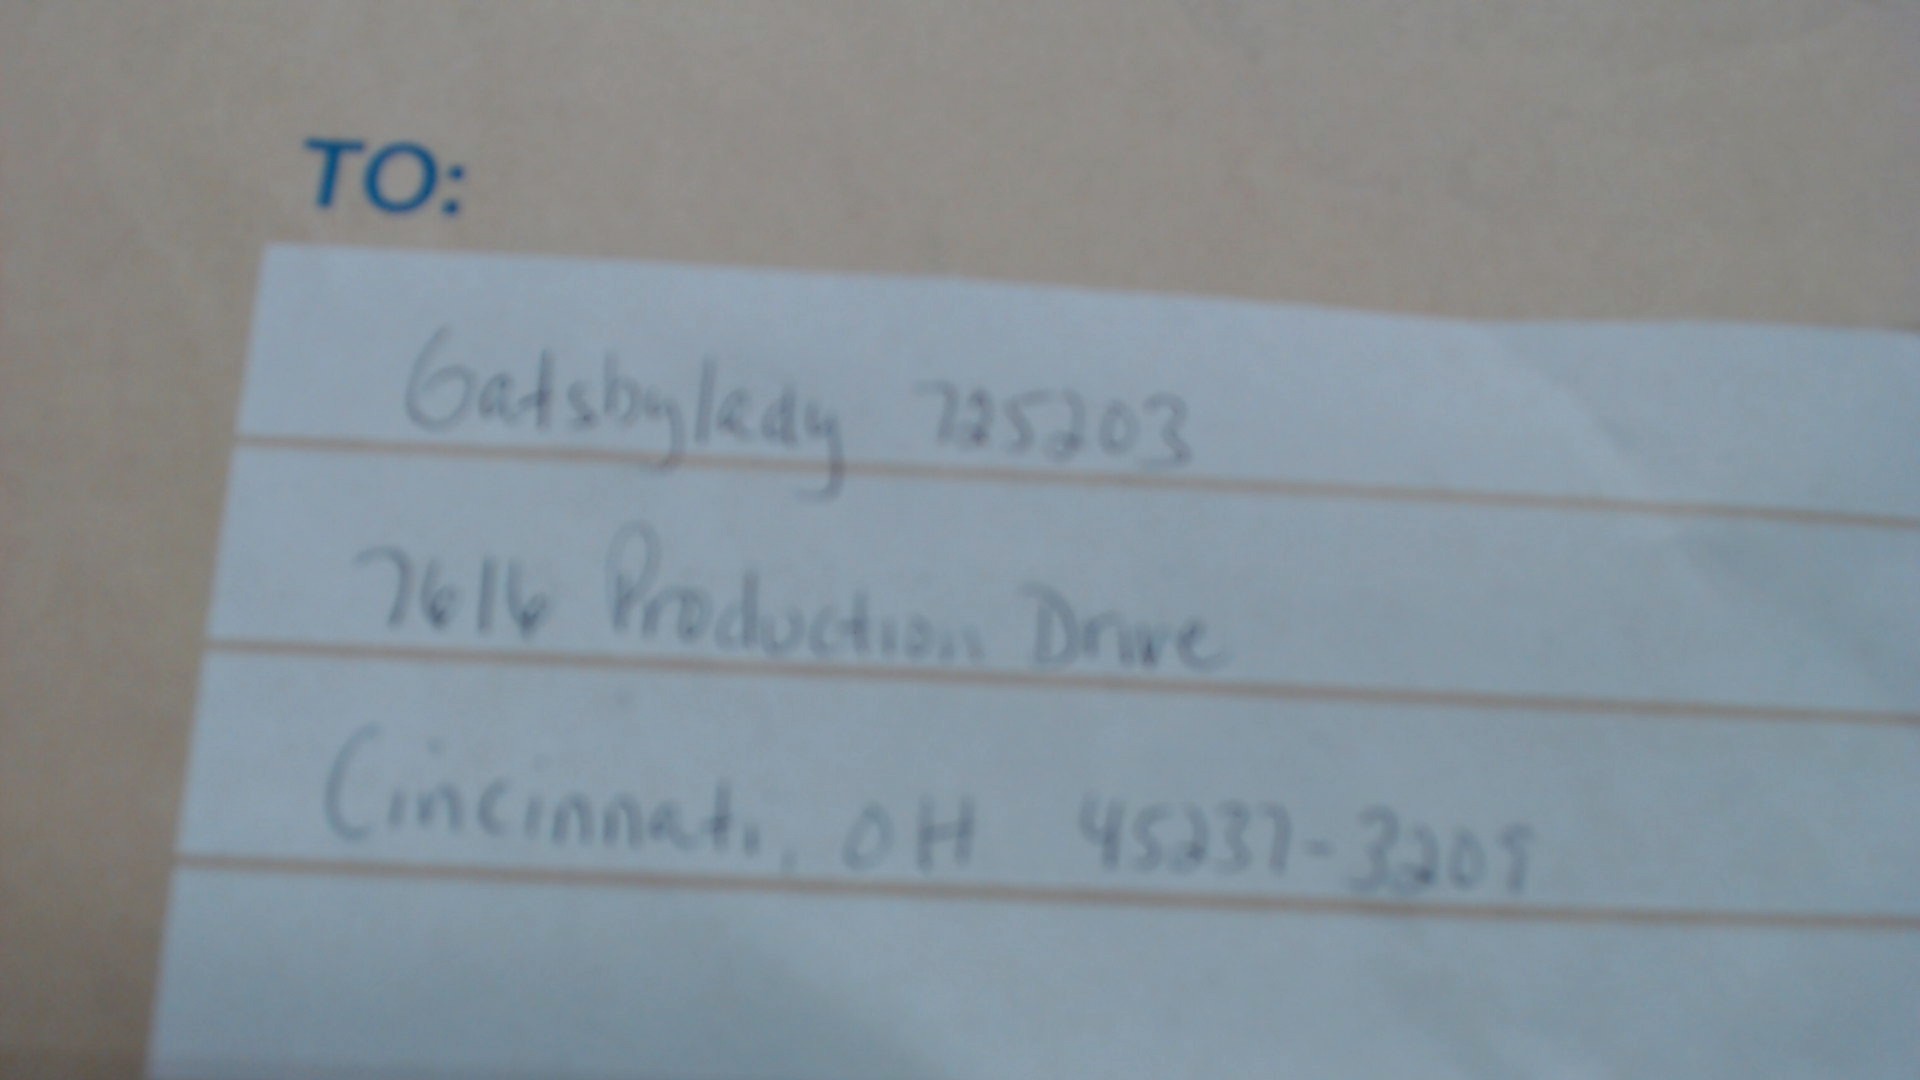 TO:
Gatsbylady 725203
7616 Production Drive
Cincinnati, OH 45237-3209